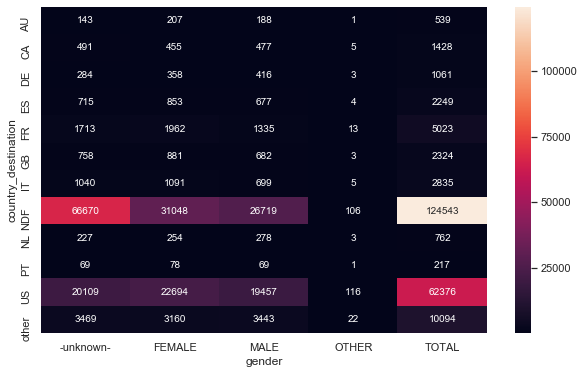 country_destination
AU 143 207 188 1 539
CA 491 455 477 5 1428
DE 284 358 416 3 1061
ES 715 853 677 4 2249
FR 1713 1962 1335 13 5023
GB 758 881 682 3 2324
IT 1040 1091 699 5 2835
NDF 66670 31048 26719 106 124543
NL 227 254 278 3 762
PT 69 78 69 1 217
US 20109 22694 19457 116 62376
other 3469 3160 3443 22 10094
-unknown- FEMALE MALE OTHER TOTAL
gender
100000
75000
50000
25000